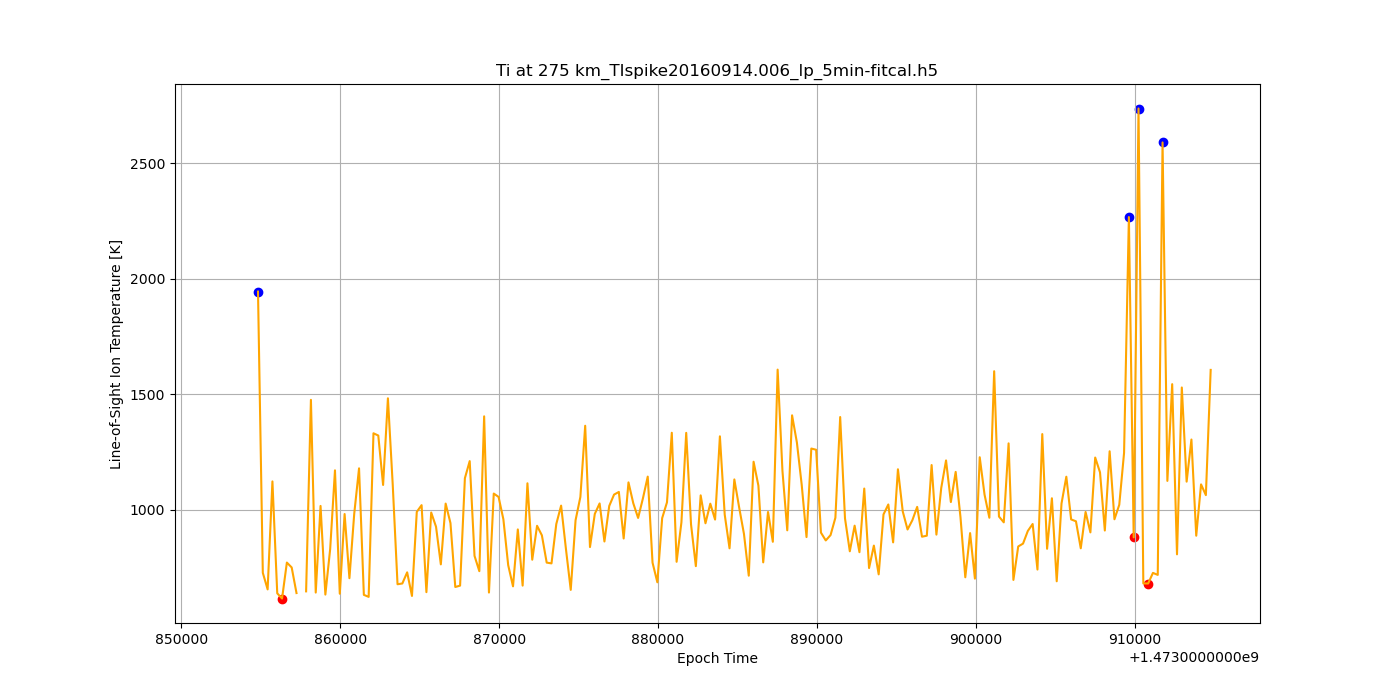 Ti at 275 km_TIspike20160914.006_lp_5min-fitcal.h5
Line-of-Sight Ion Temperature [K]
2500
2000
1500
1000
850000 860000 870000 880000 890000 900000 910000
Epoch Time
+1.4730000000e9